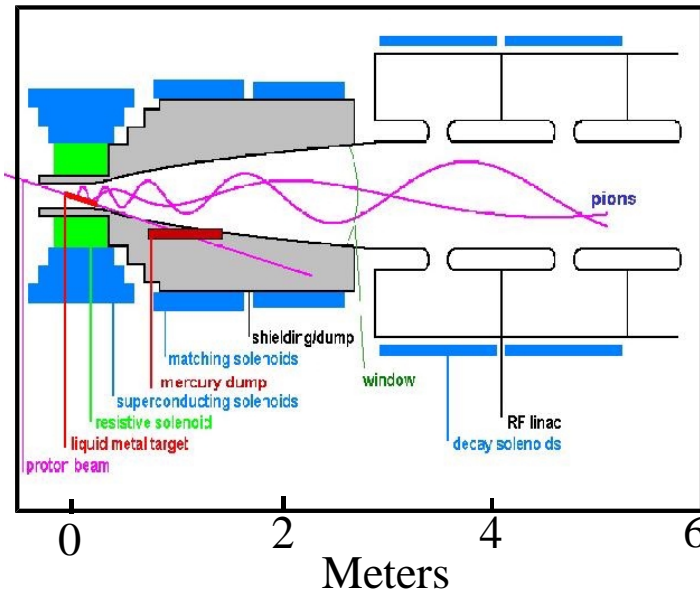 pions
shielding/dump
matching solenoids
window
mercury dump
superconducting solenoids
resistive solenoid
RF linac
liquid metal target
decay solenoids
proton beam
0
2
4
6
Meters